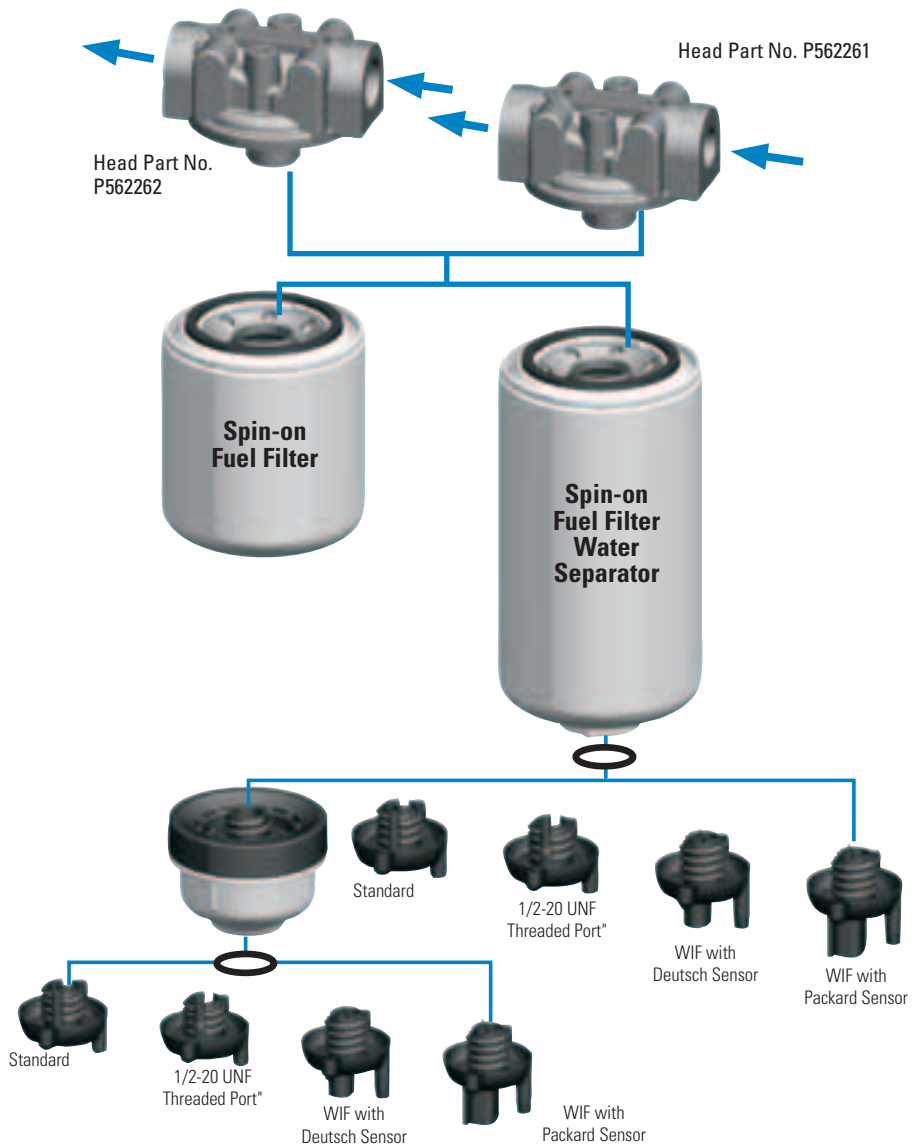 Head Part No. P562261
Head Part No.
P562262
Spin-on
Fuel Filter
Spin-on
Fuel Filter
Water
Separator
Standard
1/2-20 UNF
Threaded Port"
WIF with
Deutsch Sensor
WIF with
Packard Sensor
Standard
1/2-20 UNF
Threaded Port"
WIF with
Deutsch Sensor
WIF with
Packard Sensor